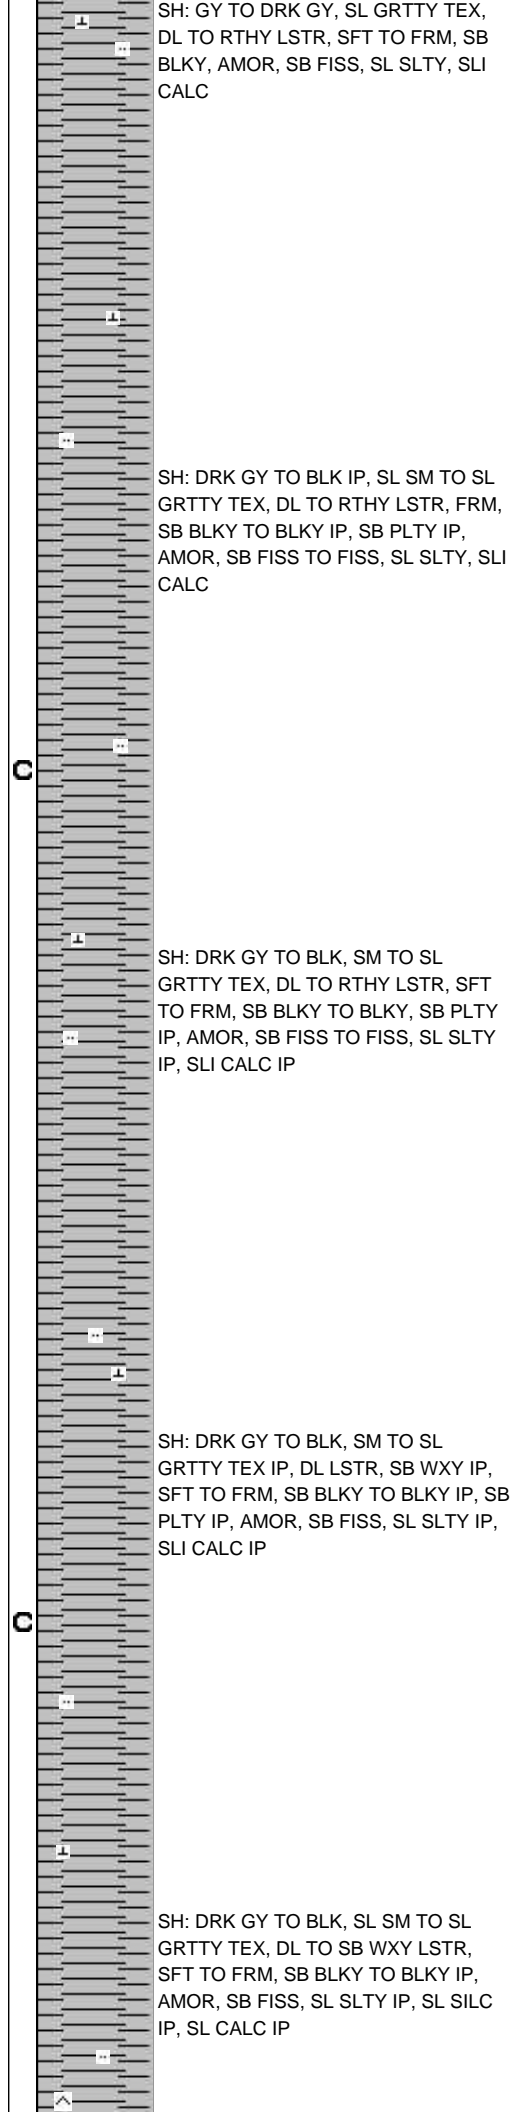 SH: GY TO DRK GY, SL GRTTY TEX,
DL TO RTHY LSTR, SFT TO FRM, SB
BLKY, AMOR, SB FISS, SL SLTY, SLI
CALC
SH: DRK GY TO BLK IP, SL SM TO SL
GRTTY TEX, DL TO RTHY LSTR, FRM,
SB BLKY TO BLKY IP, SB PLTY IP,
AMOR, SB FISS TO FISS, SL SLTY, SLI
CALC
C
SH: DRK GY TO BLK, SM TO SL
GRTTY TEX, DL TO RTHY LSTR, SFT
TO FRM, SB BLKY TO BLKY, SB PLTY
IP, AMOR, SB FISS TO FISS, SL SLTY
IP, SLI CALC IP
SH: DRK GY TO BLK, SM TO SL
GRTTY TEX IP, DL LSTR, SB WXY IP,
SFT TO FRM, SB BLKY TO BLKY IP, SB
PLTY IP, AMOR, SB FISS, SL SLTY IP,
SLI CALC IP
C
SH: DRK GY TO BLK, SL SM TO SL
GRTTY TEX, DL TO SB WXY LSTR,
SFT TO FRM, SB BLKY TO BLKY IP,
AMOR, SB FISS, SL SLTY IP, SL SILC
IP, SL CALC IP